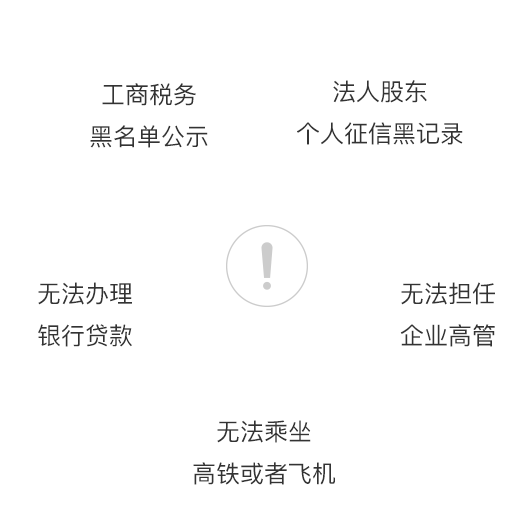 工商税务
黑名单公示
法人股东
个人征信黑记录
无法办理
银行贷款
无法担任
企业高管
无法乘坐
高铁或者飞机